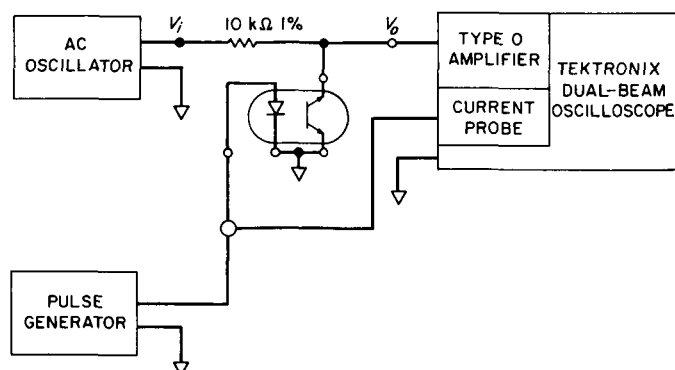 AC
OSCILLATOR
Vi
10 kΩ 1%
Vo
TYPE O
AMPLIFIER
CURRENT
PROBE
TEKTRONIX
DUAL-BEAM
OSCILLOSCOPE
PULSE
GENERATOR